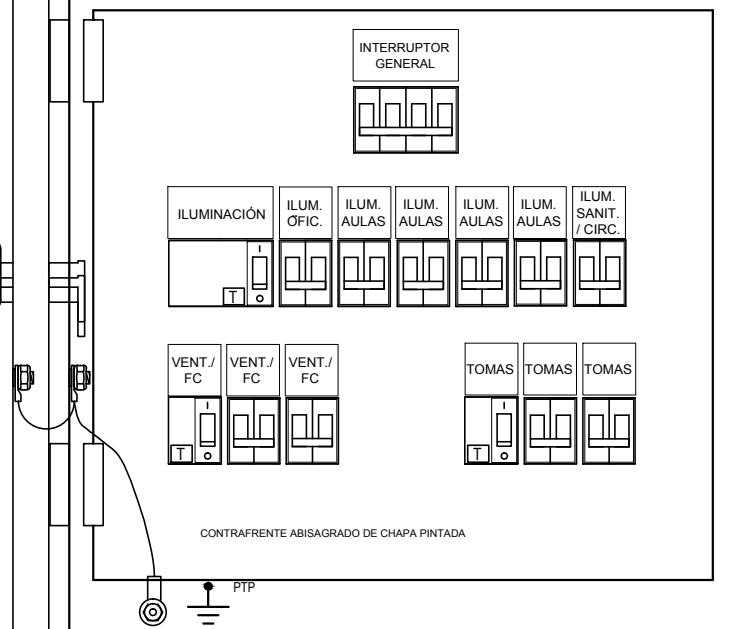 INTERRUPTOR
GENERAL
ILUMINACIÓN
ILUM.
OFIC.
ILUM.
AULAS
ILUM.
AULAS
ILUM.
AULAS
ILUM.
AULAS
ILUM.
SANIT.
/ CIRC.
T
I
O
VENT./
FC
VENT./
FC
VENT./
FC
TOMAS
TOMAS
TOMAS
T
I
O
T
I
O
CONTRAFRENTE ABISAGRADO DE CHAPA PINTADA
PTP